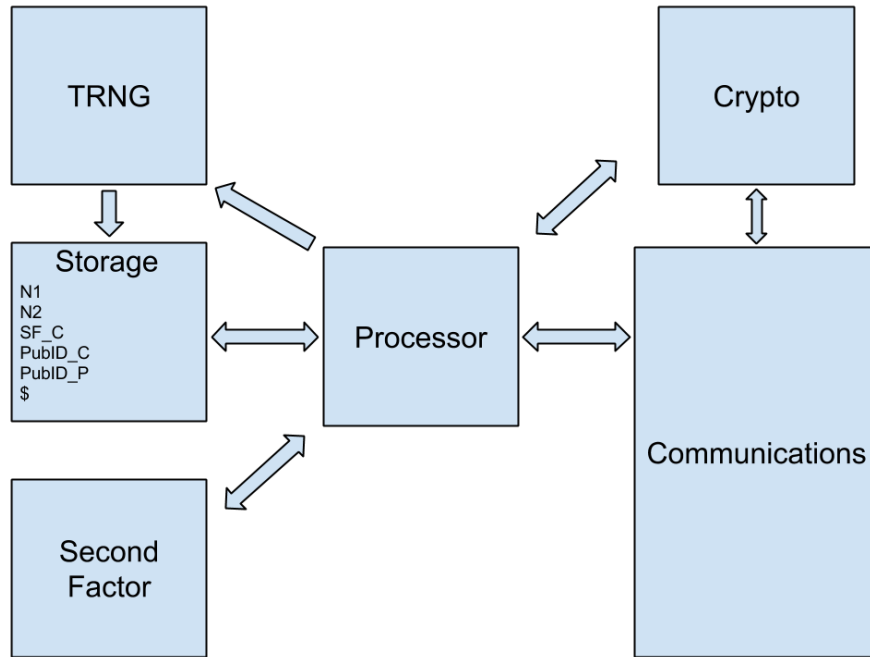 TRNG
Crypto
Storage
N1
N2
SF_C
PubID_C
PubID_P
$
Processor
Communications
Second
Factor